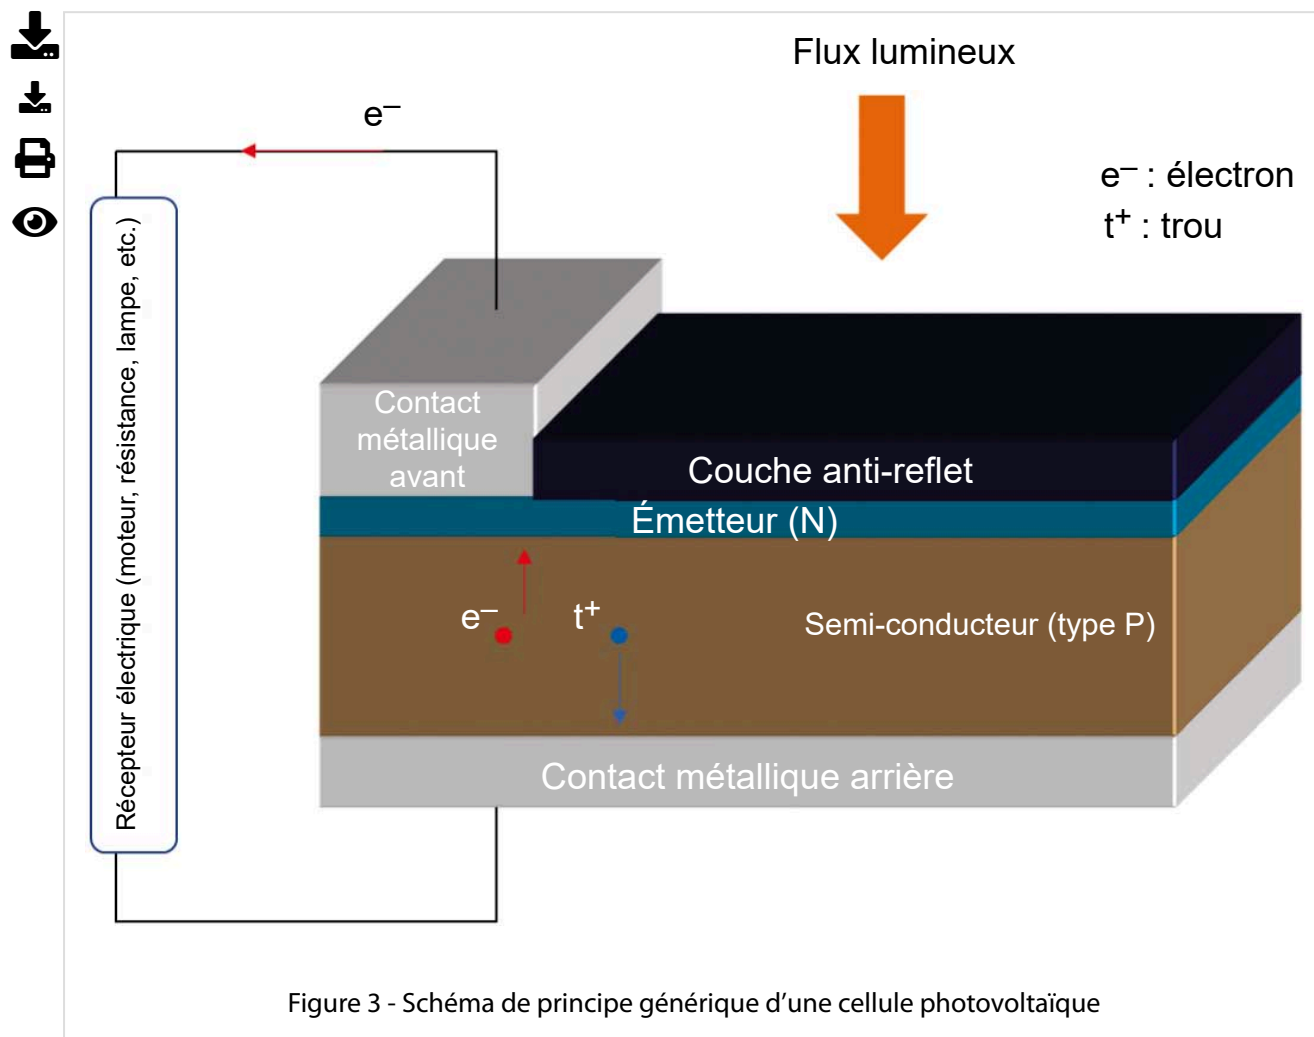 Flux lumineux
e–
e– : électron
t+ : trou
Récepteur électrique (moteur, résistance, lampe, etc.)
Contact
métallique
avant
Couche anti-reflet
Émetteur (N)
e–
t+
Semi-conducteur (type P)
Contact métallique arrière
Figure 3 - Schéma de principe générique d’une cellule photovoltaïque